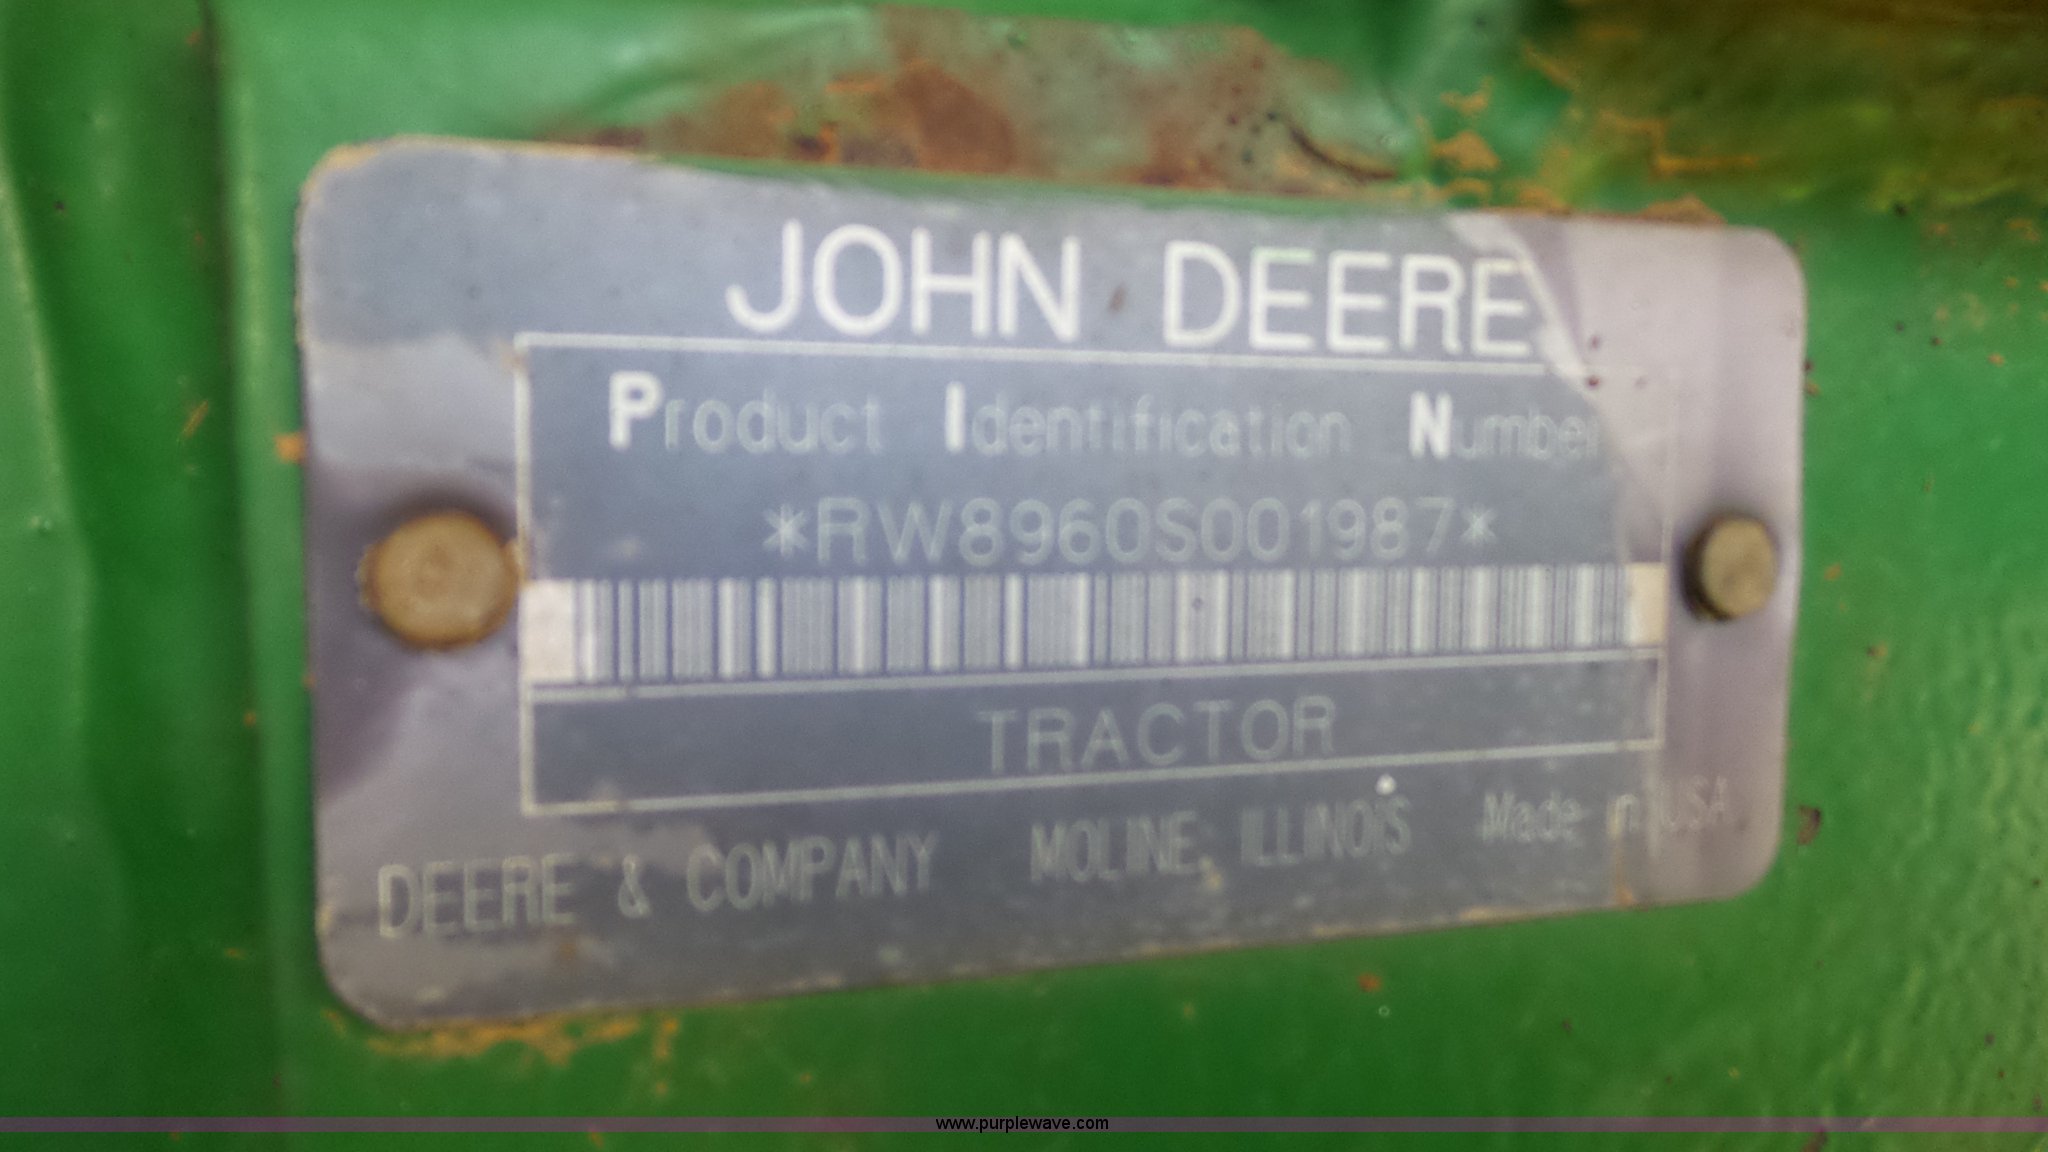 JOHN DEERE
Product Identification Number
*RW8960S001987*
TRACTOR
DEERE & COMPANY MOLINE, ILLINOIS Made in USA
www.purplewave.com